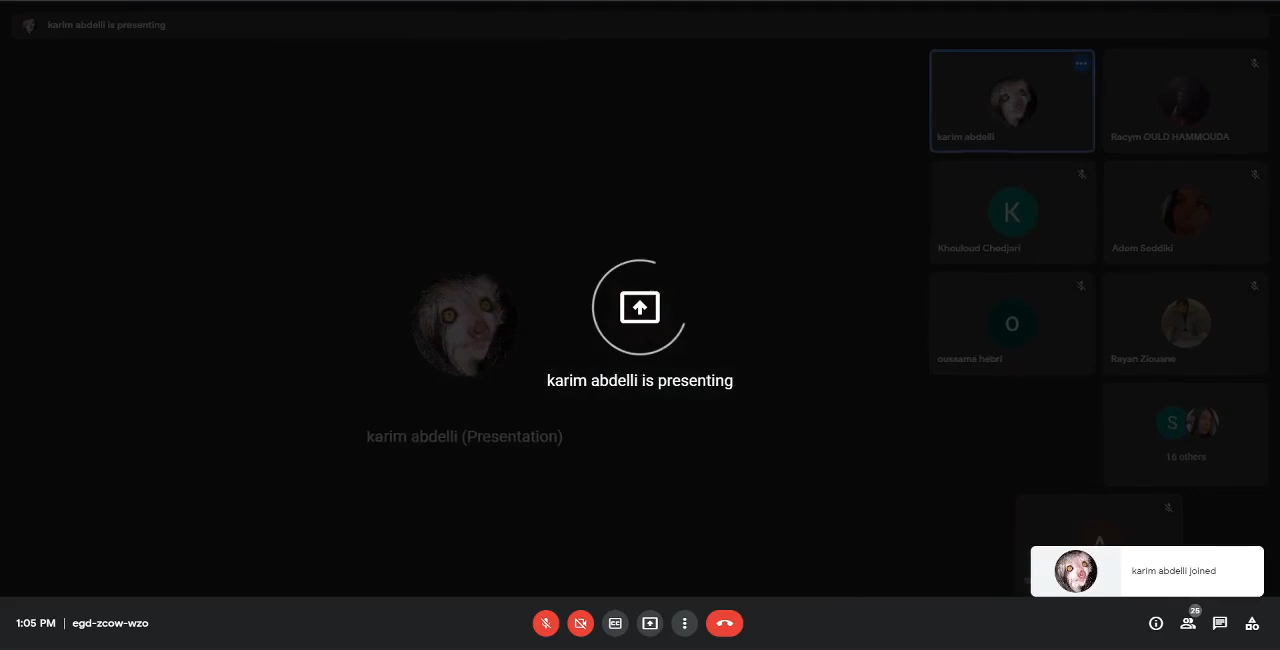 karim abdelli is presenting
karim abdelli
Racym OULD HAMMOUDA
K
Khouloud Chedjari
Adem Seddiki
o
oussama hebri
Rayan Ziouane
S
16 others
A
karim abdelli is presenting
karim abdelli (Presentation)
karim abdelli joined
1:05 PM | egd-zcow-wzo
25